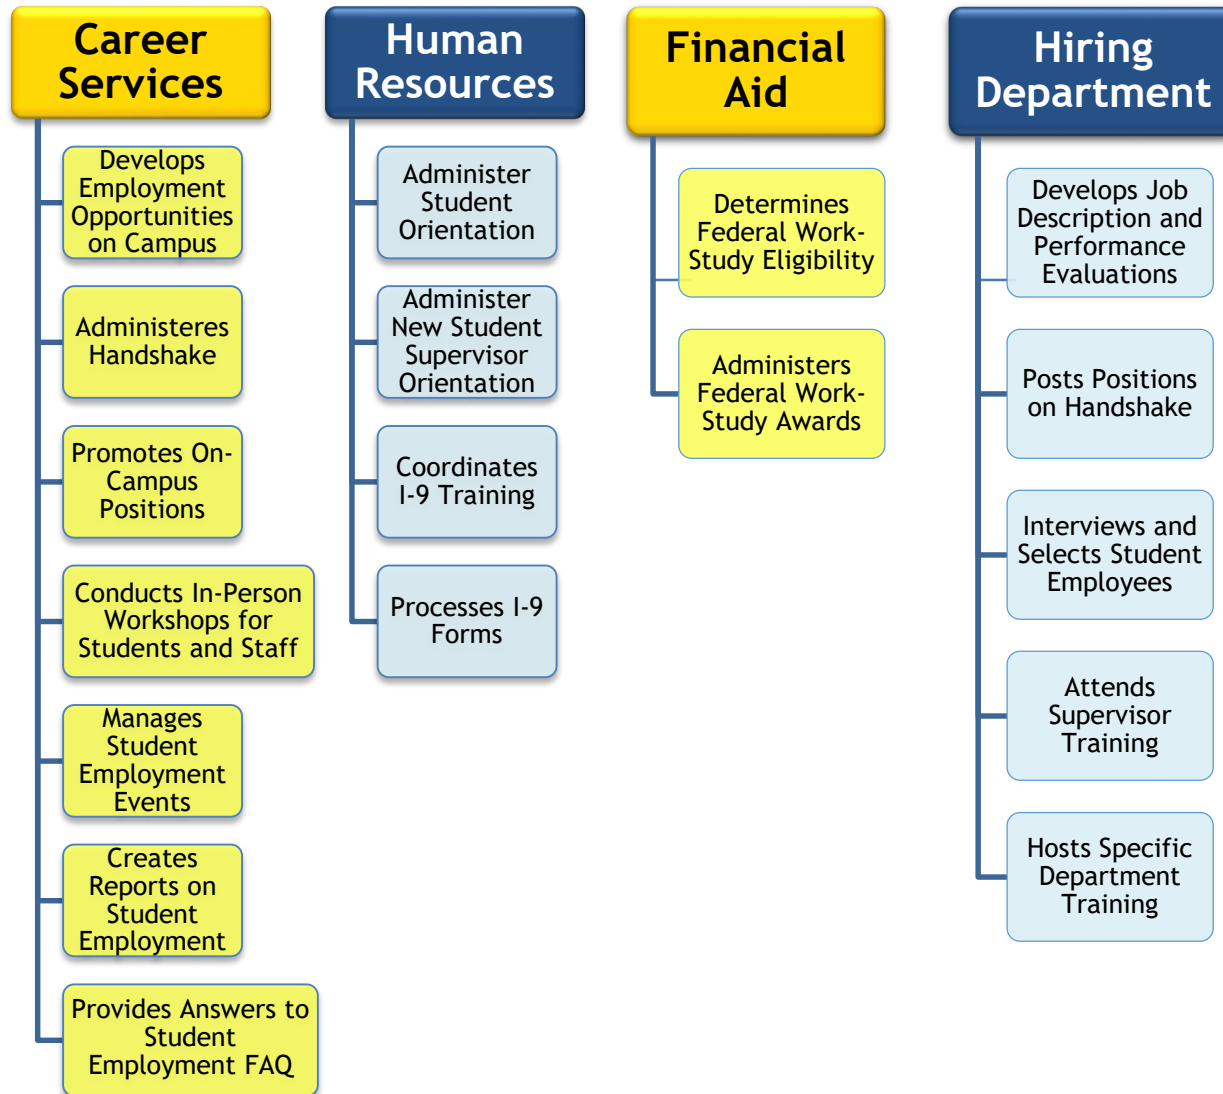 Career
Services
Develops
Employment
Opportunities
on Campus
Administeres
Handshake
Promotes On-
Campus
Positions
Conducts In-Person
Workshops for
Students and Staff
Manages
Student
Employment
Events
Creates
Reports on
Student
Employment
Provides Answers to
Student
Employment FAQ
Human
Resources
Administer
Student
Orientation
Administer
New Student
Supervisor
Orientation
Coordinates
I-9 Training
Processes I-9
Forms
Financial
Aid
Determines
Federal Work-
Study Eligibility
Administers
Federal Work-
Study Awards
Hiring
Department
Develops Job
Description and
Performance
Evaluations
Posts Positions
on Handshake
Interviews and
Selects Student
Employees
Attends
Supervisor
Training
Hosts Specific
Department
Training